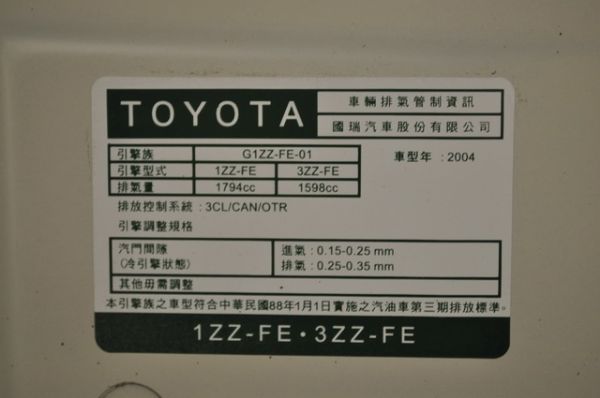 TOYOTA
車輛排氣管制資訊
國瑞汽車股份有限公司
引擎族 G1ZZ-FE-01
車型年：2004
引擎型式 1ZZ-FE 3ZZ-FE
排氣量 1794cc 1598cc
排放控制系統：3CL/CAN/OTR
引擎調整規格
汽門間隙 進氣：0.15-0.25 mm
(冷引擎狀態) 排氣：0.25-0.35 mm
其他毋需調整
本引擎族之車型符合中華民國88年1月1日實施之汽油車第三期排放標準。
1ZZ-FE・3ZZ-FE